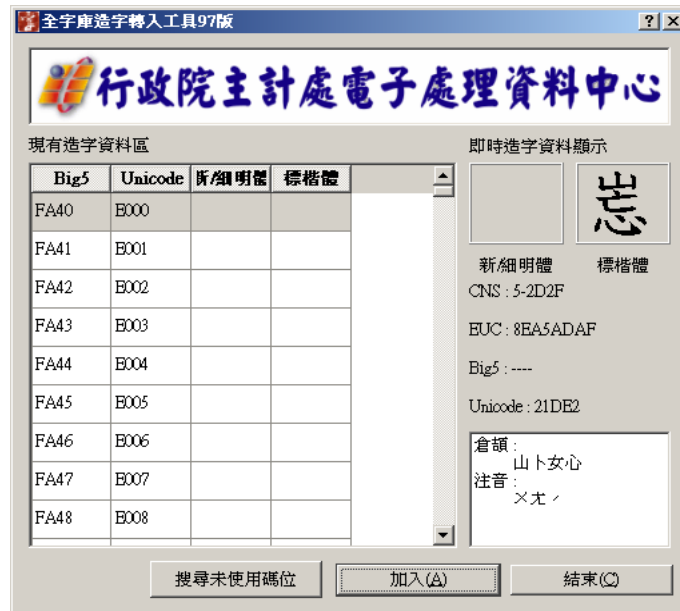 全字庫造字轉入工具97版
行政院主計處電子處理資料中心
現有造字資料區
Big5 Unicode 新/細明體 標楷體
FA40 E000
FA41 E001
FA42 E002
FA43 E003
FA44 E004
FA45 E005
FA46 E006
FA47 E007
FA48 E008
即時造字資料顯示
新/細明體 標楷體
CNS : 5-2D2F
EUC : 8EA5ADAF
Big5 : ----
Unicode : 21DE2
倉頡 :
山卜女心
注音 :
ㄨㄤˊ
搜尋未使用碼位 加入(A) 結束(C)